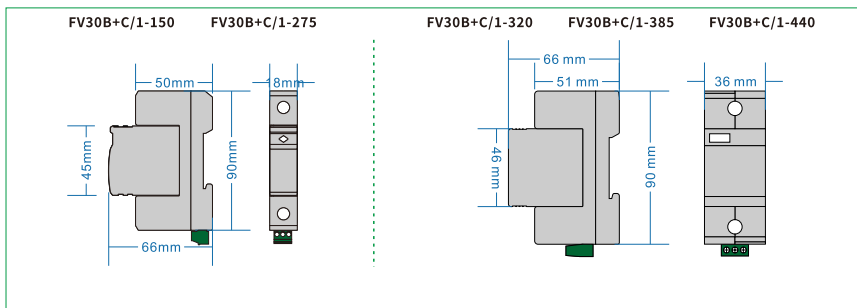 FV30B+C/1-150 FV30B+C/1-275
50mm
18mm
45mm
90mm
66mm
FV30B+C/1-320 FV30B+C/1-385 FV30B+C/1-440
66 mm
51 mm
36 mm
46 mm
90 mm